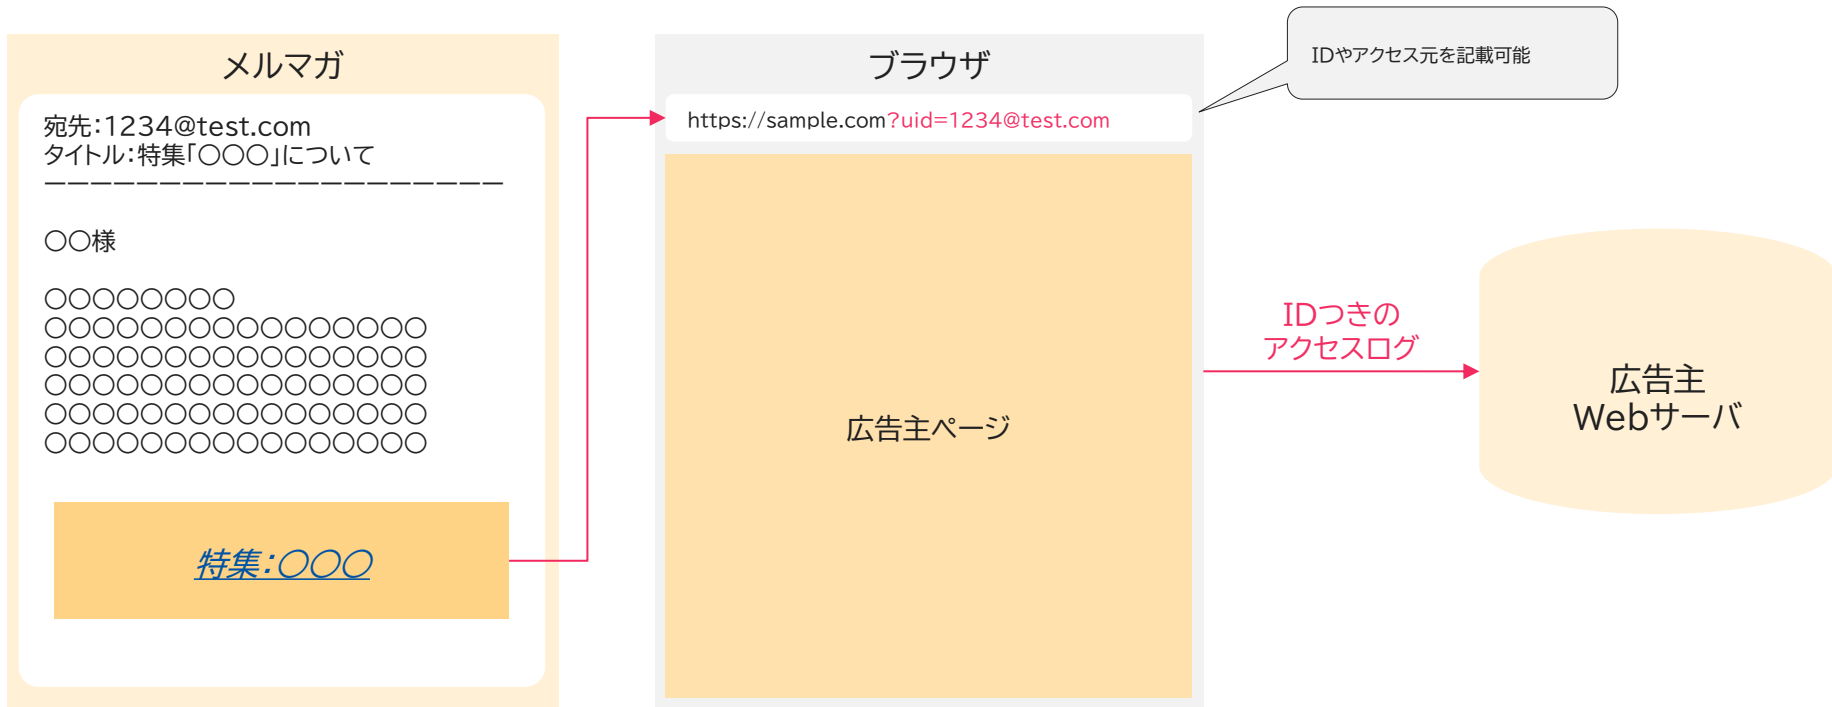 メルマガ
宛先：1234@test.com
タイトル：特集「〇〇〇」について
ーーーーーーーーーーーーーーーーーーーー
〇〇様
〇〇〇〇〇〇〇〇
〇〇〇〇〇〇〇〇〇〇〇〇〇〇〇〇
〇〇〇〇〇〇〇〇〇〇〇〇〇〇〇〇
〇〇〇〇〇〇〇〇〇〇〇〇〇〇〇〇
〇〇〇〇〇〇〇〇〇〇〇〇〇〇〇〇
〇〇〇〇〇〇〇〇〇〇〇〇〇〇〇〇
特集：〇〇〇
ブラウザ
https://sample.com?uid=1234@test.com
広告主ページ
IDやアクセス元を記載可能
IDつきの
アクセスログ
広告主
Webサーバ